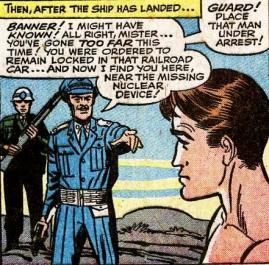 THEN, AFTER THE SHIP HAS LANDED...
BANNER! I MIGHT HAVE
KNOWN! ALL RIGHT, MISTER...
YOU'VE GONE TOO FAR THIS
TIME! YOU WERE ORDERED TO
REMAIN LOCKED IN THAT RAILROAD
CAR... AND NOW I FIND YOU HERE,
NEAR THE MISSING
NUCLEAR
DEVICE!
GUARD!
PLACE
THAT MAN
UNDER
ARREST!